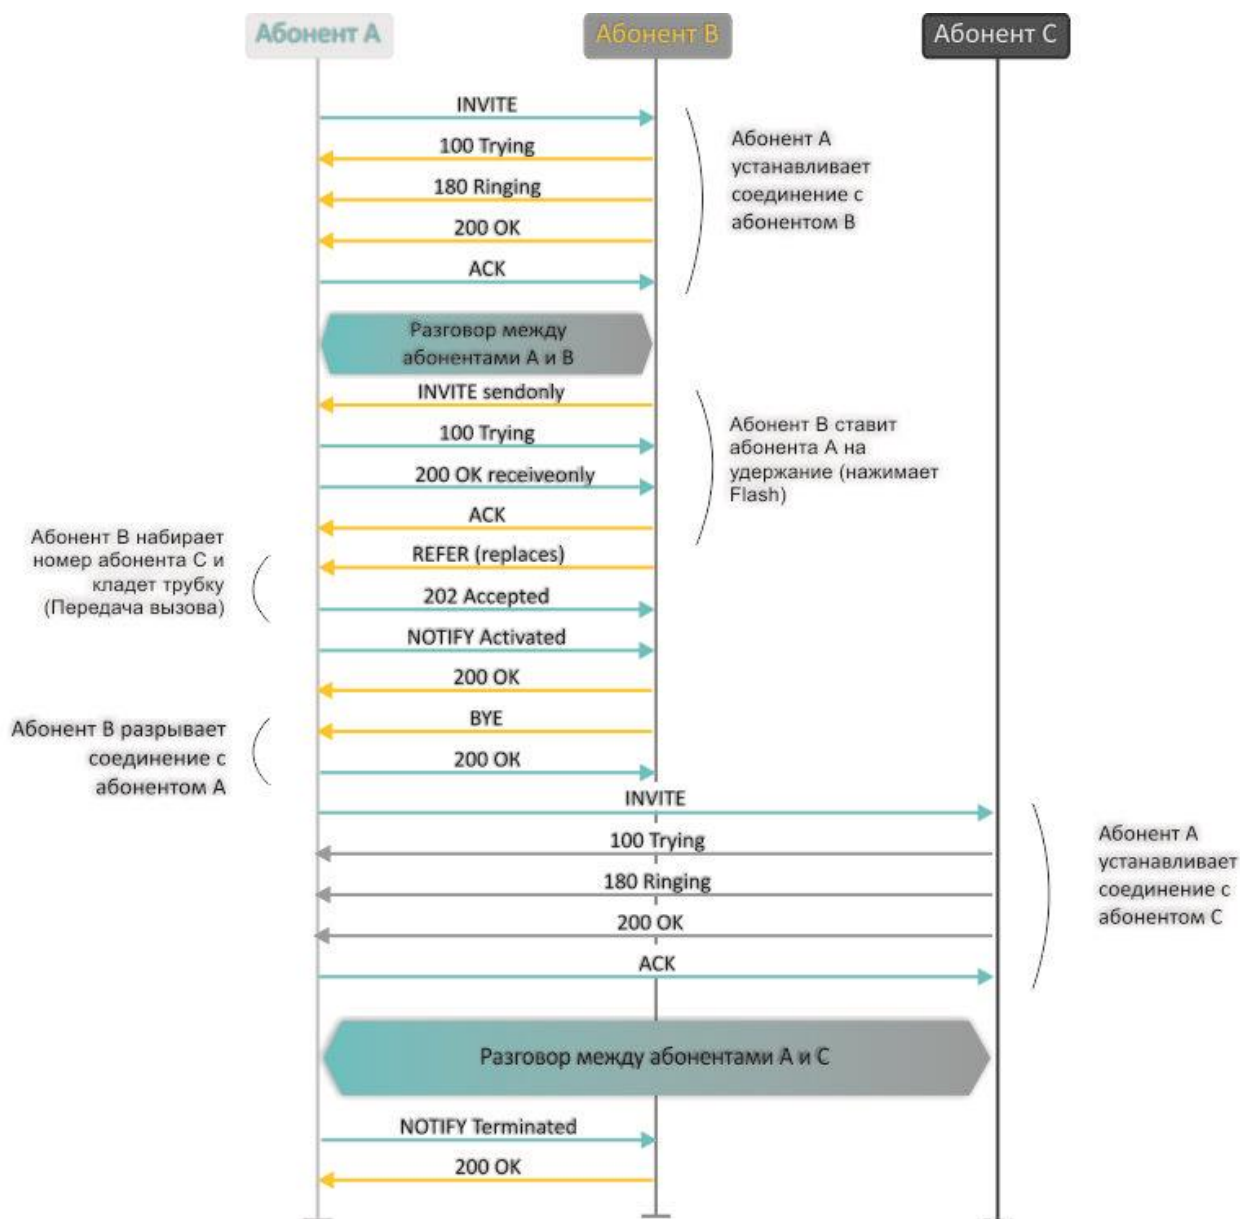 Абонент A
Абонент B
Абонент C
INVITE
100 Trying
180 Ringing
200 OK
ACK
Абонент A
устанавливает
соединение с
абонентом B
Разговор между
абонентами A и B
INVITE sendonly
100 Trying
200 OK receiveonly
ACK
Абонент B ставит
абонента A на
удержание (нажимает
Flash)
Абонент B набирает
номер абонента C и
кладет трубку
(Передача вызова)
REFER (replaces)
202 Accepted
NOTIFY Activated
200 OK
Абонент B разрывает
соединение с
абонентом A
BYE
200 OK
INVITE
100 Trying
180 Ringing
200 OK
ACK
Абонент A
устанавливает
соединение с
абонентом C
Разговор между абонентами A и C
NOTIFY Terminated
200 OK